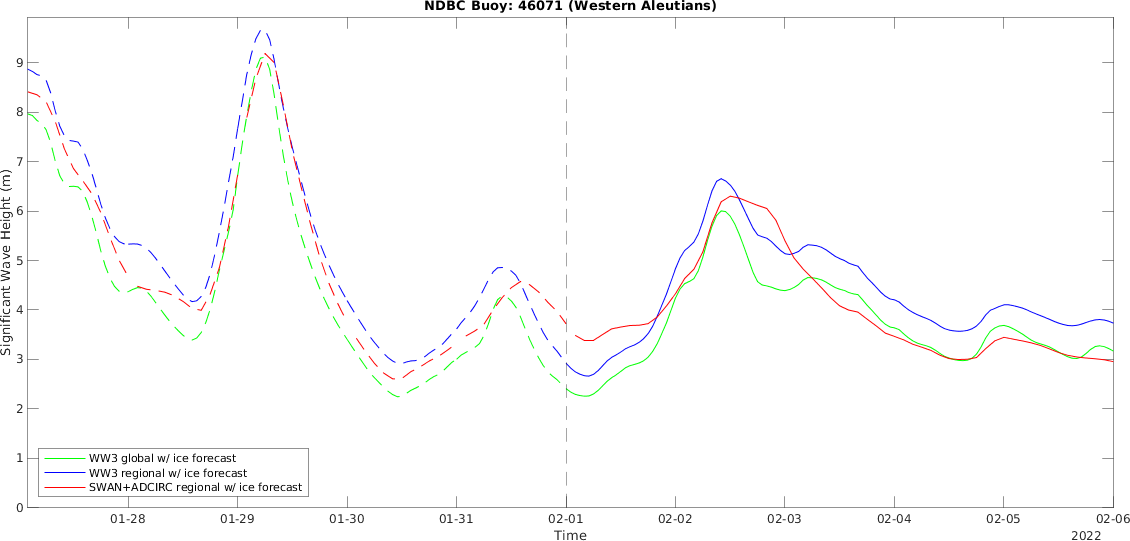 NDBC Buoy: 46071 (Western Aleutians)
Significant Wave Height (m)
9
8
7
6
5
4
3
2
1
0
WW3 global w/ ice forecast
WW3 regional w/ ice forecast
SWAN+ADCIRC regional w/ ice forecast
01-28 01-29 01-30 01-31 02-01 02-02 02-03 02-04 02-05 02-06
Time
2022